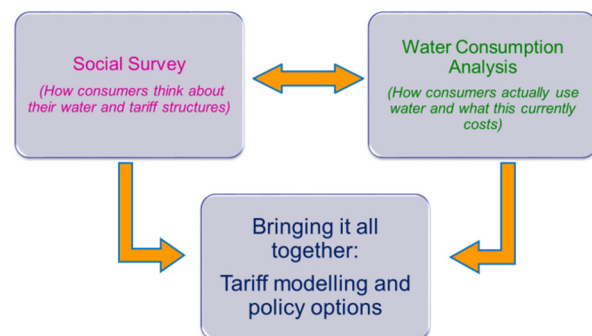 Social Survey
(How consumers think about
their water and tariff structures)
Water Consumption
Analysis
(How consumers actually use
water and what this currently
costs)
Bringing it all
together:
Tariff modelling and
policy options